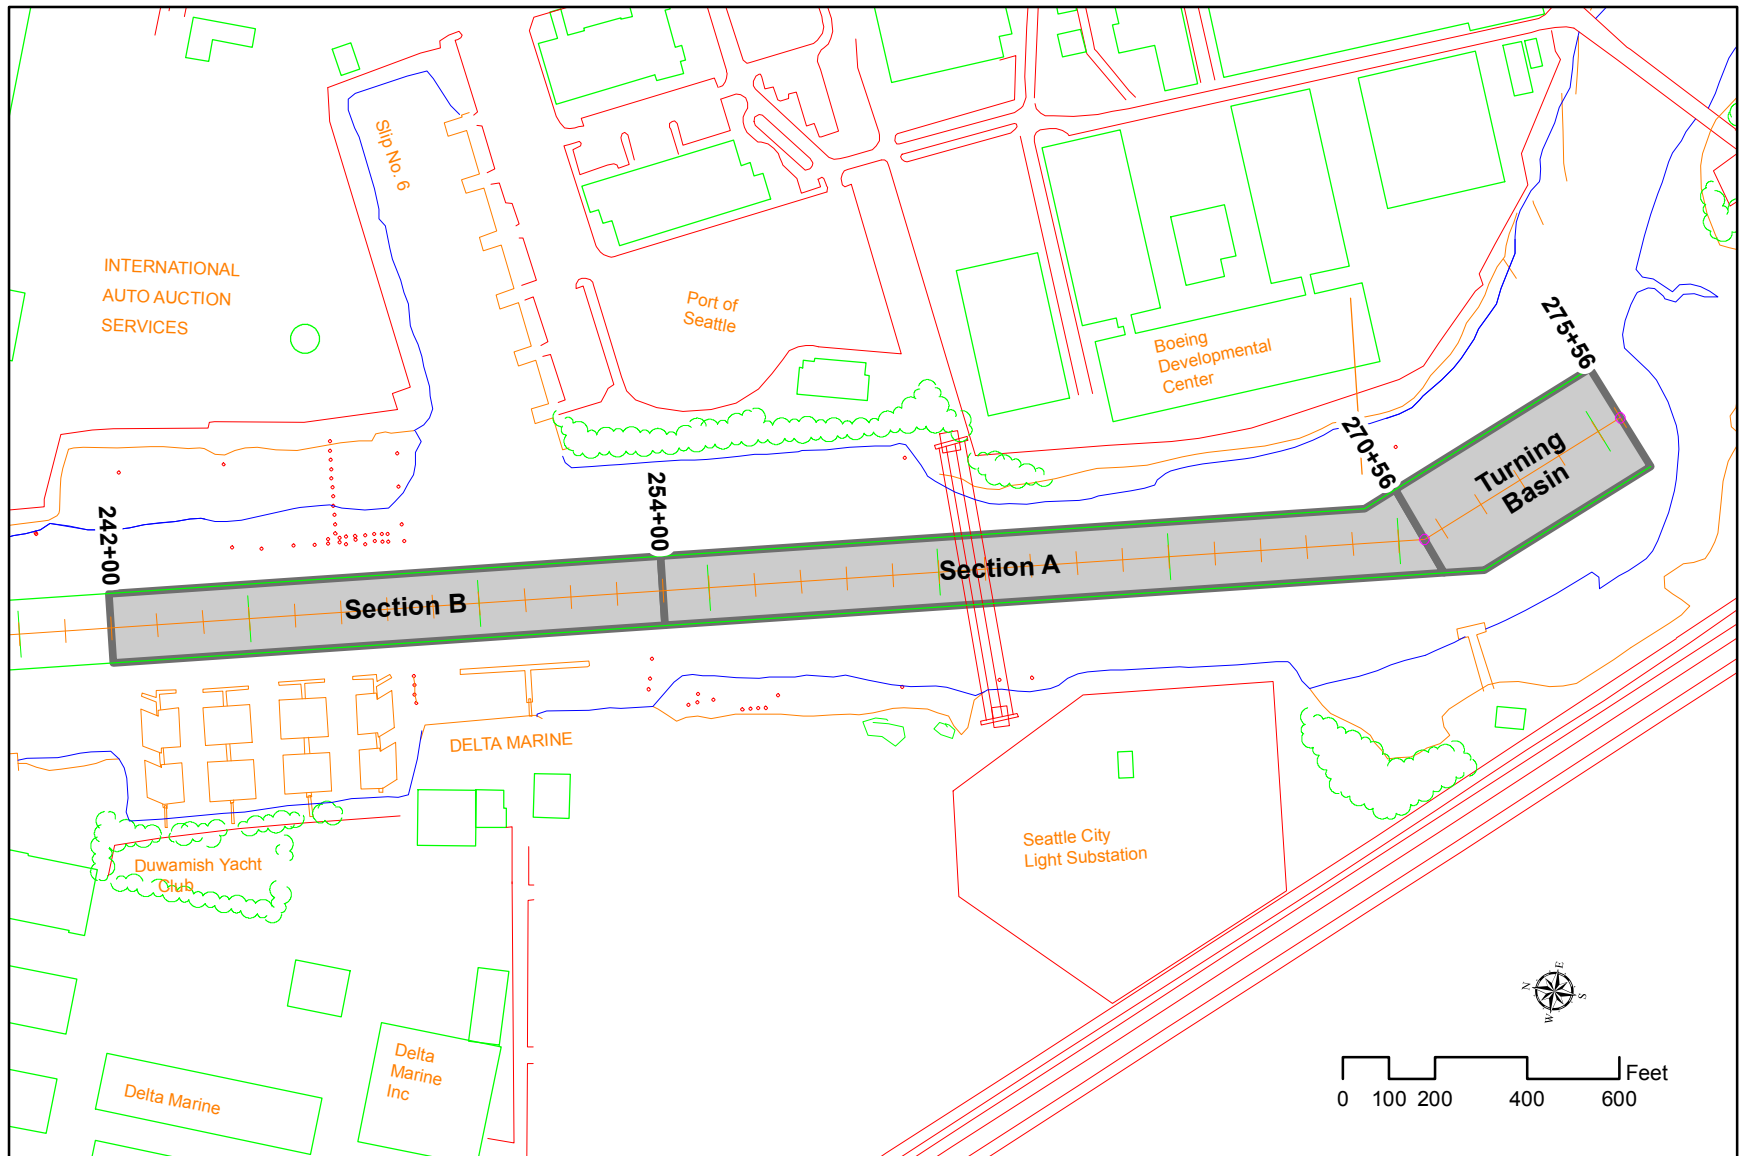 Slip No. 6
INTERNATIONAL
AUTO AUCTION
SERVICES
Port of
Seattle
Boeing
Developmental
Center
275+56
270+56
254+00
242+00
Turning
Basin
Section A
Section B
DELTA MARINE
Duwamish Yacht
Club
Seattle City
Light Substation
Delta
Marine
Inc
Delta Marine
N
E
S
W
Feet
0 100 200 400 600